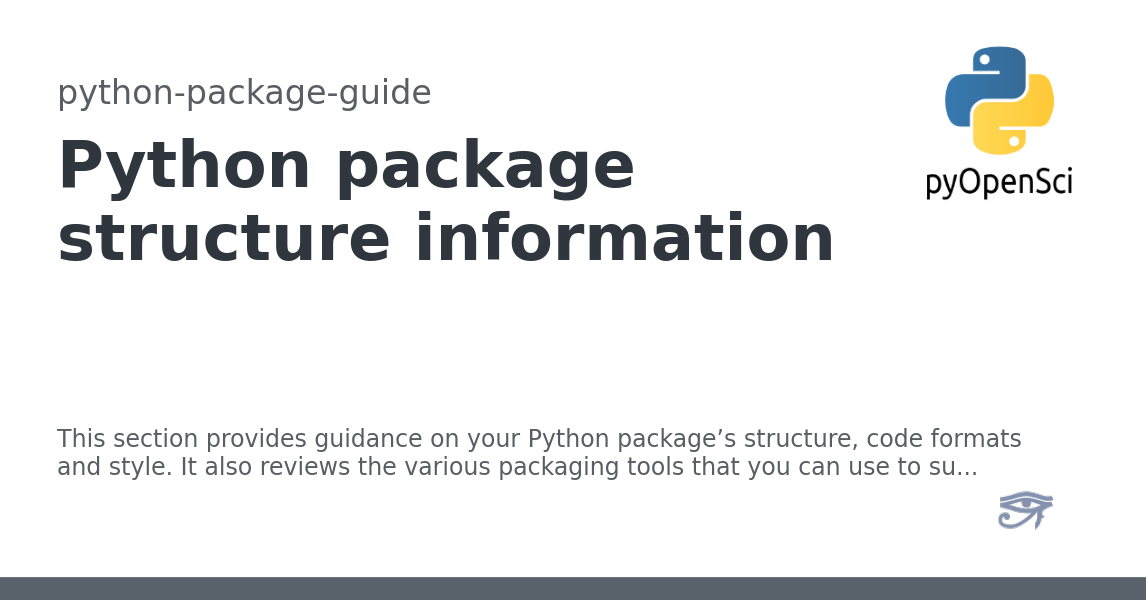 python-package-guide
Python package
structure information
pyOpenSci
This section provides guidance on your Python package’s structure, code formats
and style. It also reviews the various packaging tools that you can use to su...